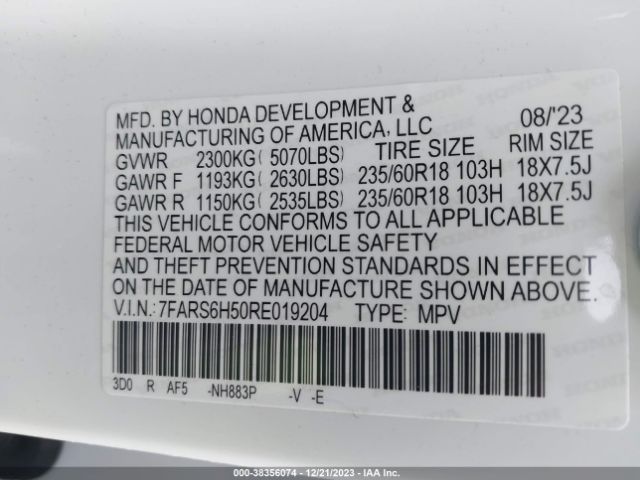 MFD. BY HONDA DEVELOPMENT & 08/'23
MANUFACTURING OF AMERICA, LLC
GVWR 2300KG( 5070LBS) TIRE SIZE RIM SIZE
GAWR F 1193KG( 2630LBS) 235/60R18 103H 18X7.5J
GAWR R 1150KG( 2535LBS) 235/60R18 103H 18X7.5J
THIS VEHICLE CONFORMS TO ALL APPLICABLE
FEDERAL MOTOR VEHICLE SAFETY
AND THEFT PREVENTION STANDARDS IN EFFECT
ON THE DATE OF MANUFACTURE SHOWN ABOVE.
V.I.N.: 7FARS6H50RE019204 TYPE: MPV
3D0 R AF5 -NH883P -V -E
000-38356074 - 12/21/2023 - IAA Inc.